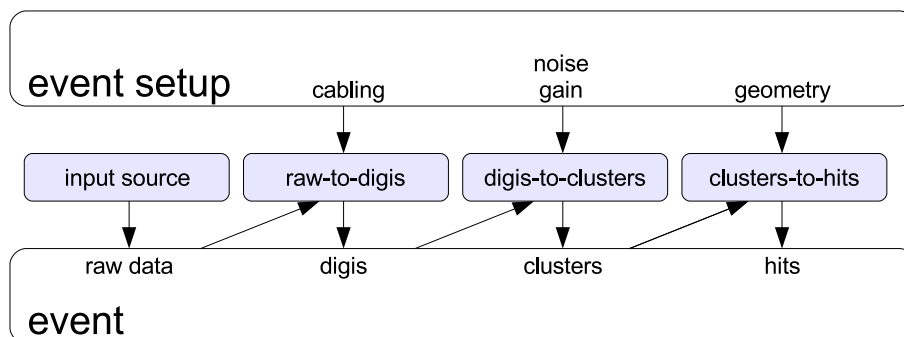 event setup
cabling
noise
gain
geometry
input source
raw-to-digis
digis-to-clusters
clusters-to-hits
raw data
digis
clusters
hits
event